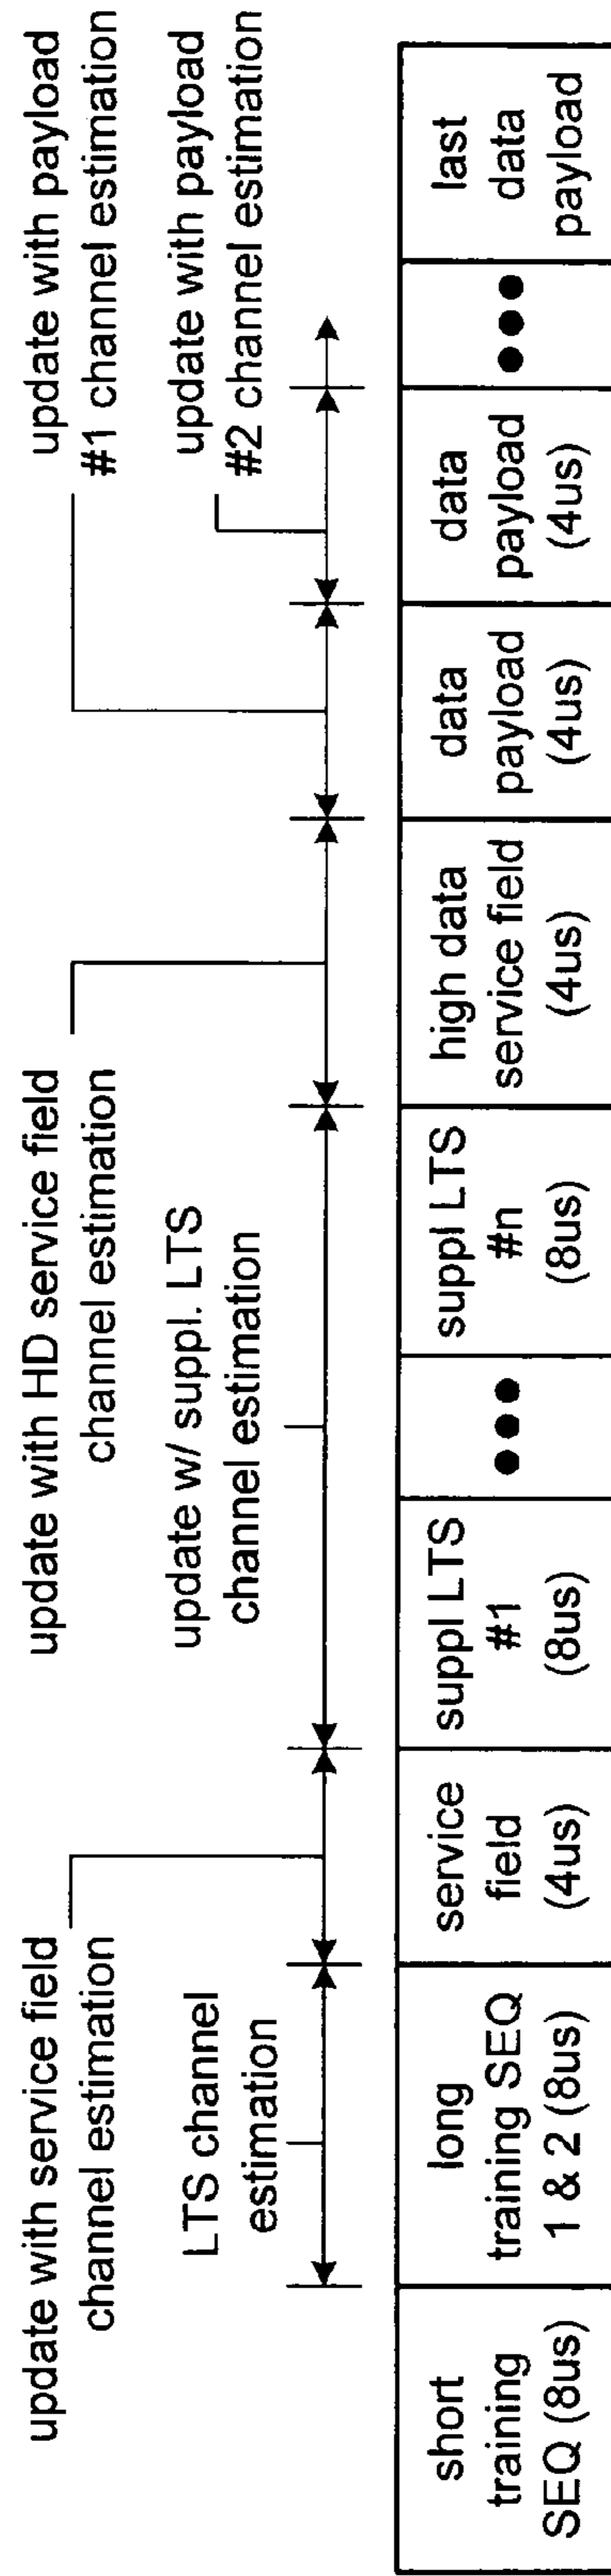 update with service field
channel estimation
LTS channel
estimation
update with HD service field
channel estimation
update w/ suppl. LTS
channel estimation
update with payload
#1 channel estimation
update with payload
#2 channel estimation
short
training
SEQ (8us)
long
training SEQ
1 & 2 (8us)
service
field
(4us)
suppl LTS
#1
(8us)
suppl LTS
#n
(8us)
high data
service field
(4us)
data
payload
(4us)
data
payload
(4us)
last
data
payload